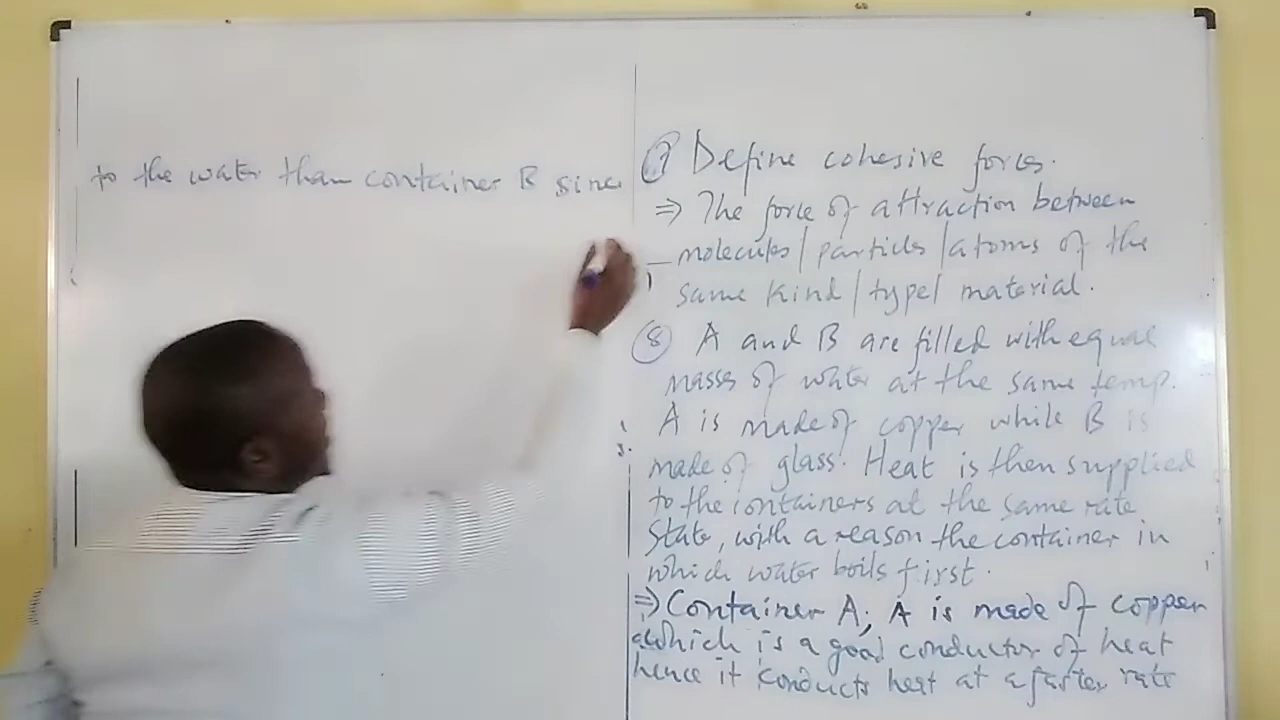 ⑦ Define cohesive forces.
⇒ The force of attraction between
molecules/particles/atoms of the
same kind/type/material.
⑧ A and B are filled with equal
masses of water at the same temp.
A is made of copper while B is
made of glass. Heat is then supplied
to the containers at the same rate
State, with a reason the container in
which water boils first.
⇒ Container A; A is made of copper
which is a good conductor of heat
hence it conducts heat at a faster rate
to the water than container B since